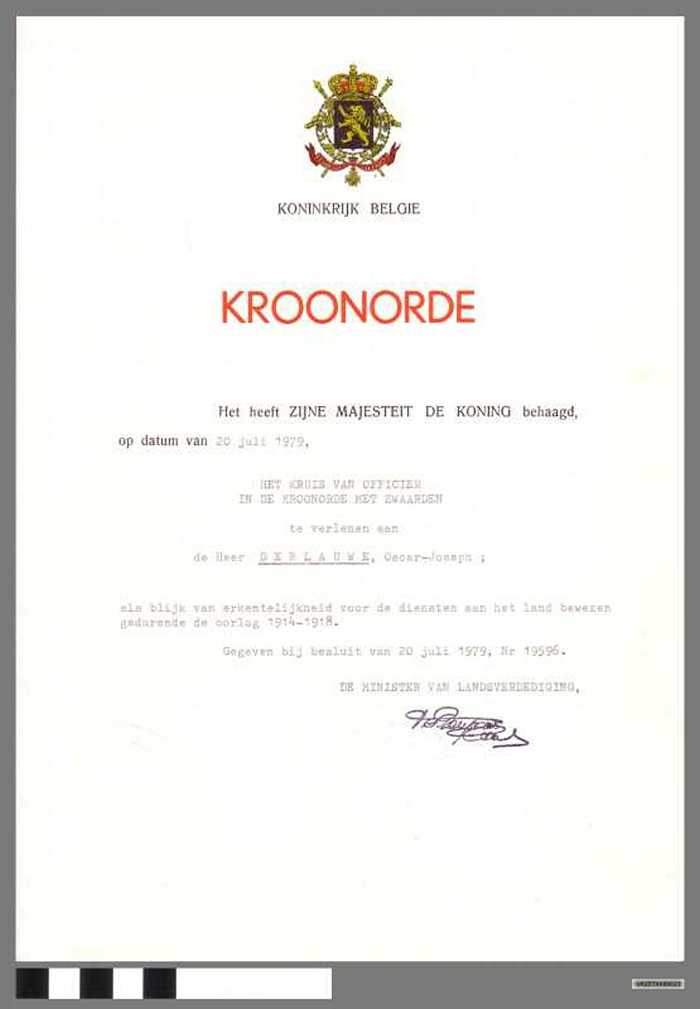 KONINKRIJK BELGIE
KROONORDE
Het heeft ZIJNE MAJESTEIT DE KONING behaagd,
op datum van 20 juli 1979,
HET KRUIS VAN OFFICIER
IN DE KROONORDE MET ZWAARDEN
te verlenen aan
de Heer DERLAUWE, Oscar-Joseph ;
als blijk van erkentelijkheid voor de diensten aan het land bewezen
gedurende de oorlog 1914-1918.
Gegeven bij besluit van 20 juli 1979, Nr 19596.
DE MINISTER VAN LANDSVERDEDIGING,